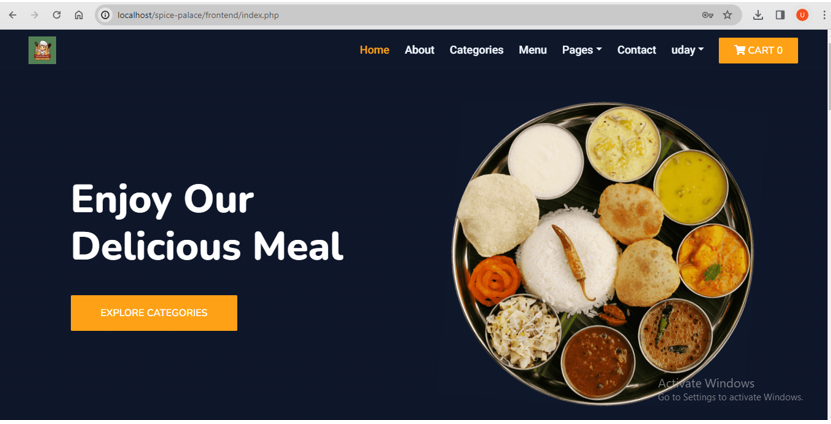 localhost/spice-palace/frontend/index.php
U
Home About Categories Menu Pages Contact uday CART 0
Enjoy Our
Delicious Meal
EXPLORE CATEGORIES
Activate Windows
Go to Settings to activate Windows.